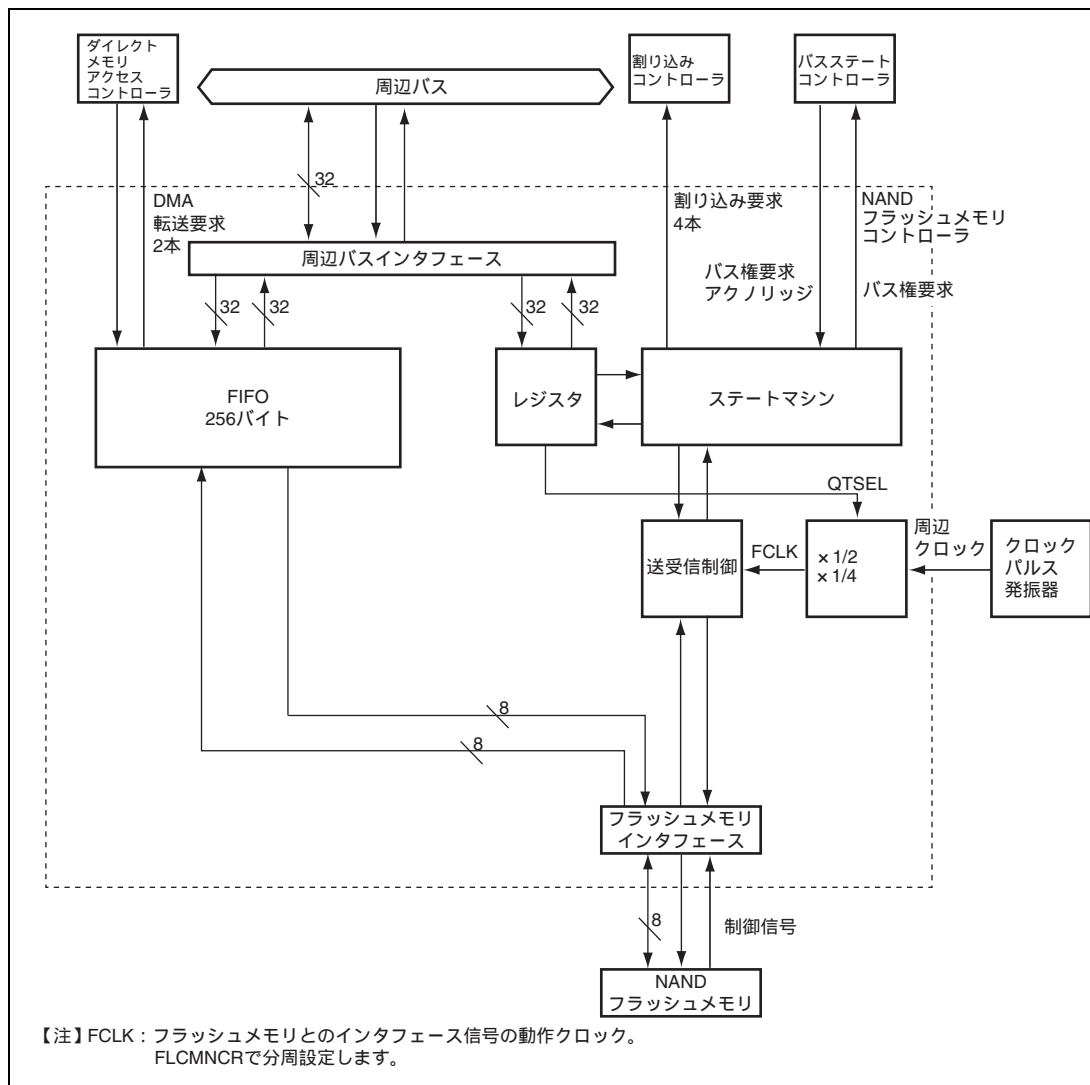 ダイレクト
メモリ
アクセス
コントローラ
周辺バス
割り込み
コントローラ
バスステート
コントローラ
32
DMA
転送要求
2本
割り込み要求
4本
NAND
フラッシュメモリ
コントローラ
周辺バスインタフェース
バス権要求
アクノリッジ
バス権要求
32
32
32
32
FIFO
256バイト
レジスタ
ステートマシン
QTSEL
送受信制御
FCLK
×1/2
×1/4
周辺
クロック
クロック
パルス
発振器
8
8
フラッシュメモリ
インタフェース
8
制御信号
NAND
フラッシュメモリ
【注】FCLK：フラッシュメモリとのインタフェース信号の動作クロック。
FLCMNCRで分周設定します。